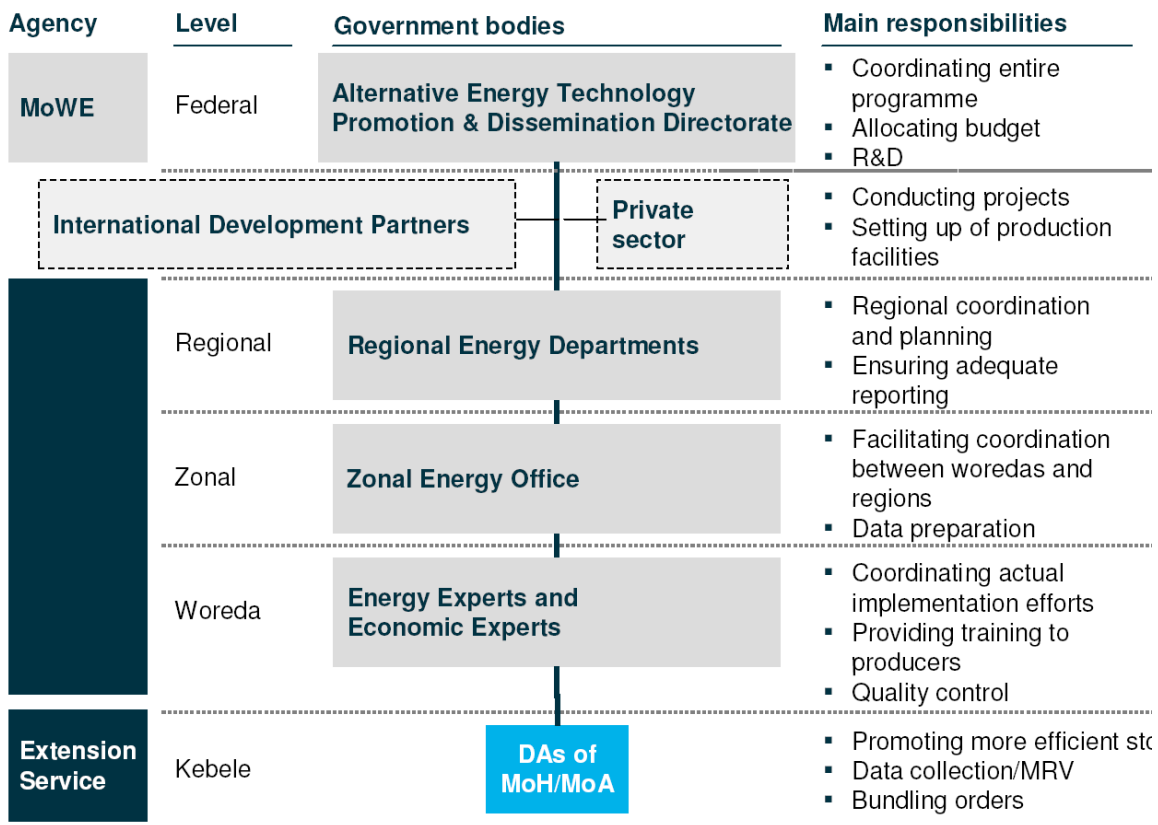 Agency Level Government bodies Main responsibilities
MoWE
Federal
Alternative Energy Technology
Promotion & Dissemination Directorate
▪ Coordinating entire
programme
▪ Allocating budget
▪ R&D
International Development Partners
Private
sector
▪ Conducting projects
▪ Setting up of production
facilities
Regional
Regional Energy Departments
▪ Regional coordination
and planning
▪ Ensuring adequate
reporting
Zonal
Zonal Energy Office
▪ Facilitating coordination
between woredas and
regions
▪ Data preparation
Woreda
Energy Experts and
Economic Experts
▪ Coordinating actual
implementation efforts
▪ Providing training to
producers
▪ Quality control
Extension
Service
Kebele
DAs of
MoH/MoA
▪ Promoting more efficient
▪ Data collection/MRV
▪ Bundling orders